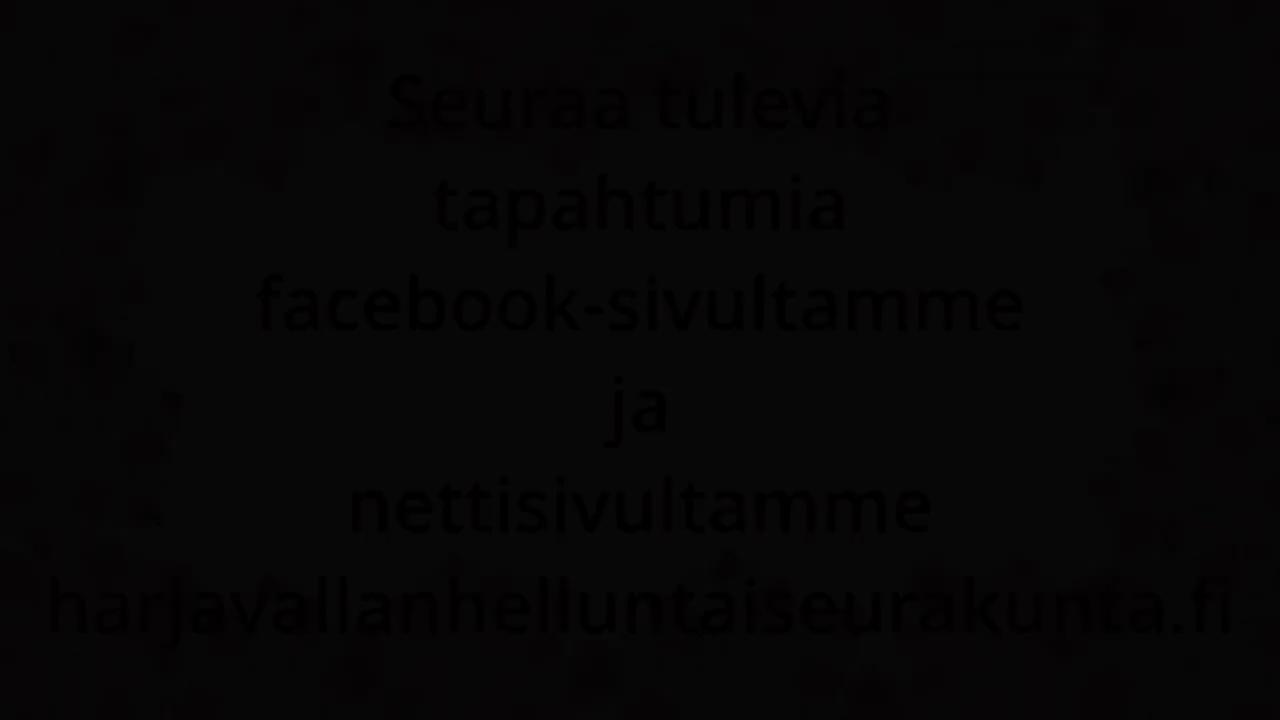 Seuraa tulevia
tapahtumia
facebook-sivultamme
ja
nettisivultamme
harjavallanhelluntaiseurakunta.fi